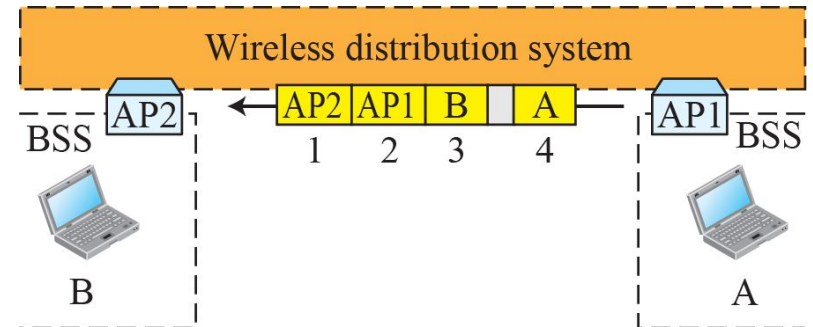 Wireless distribution system
AP2 AP2 AP1 B A AP1
BSS 1 2 3 4 BSS
B A